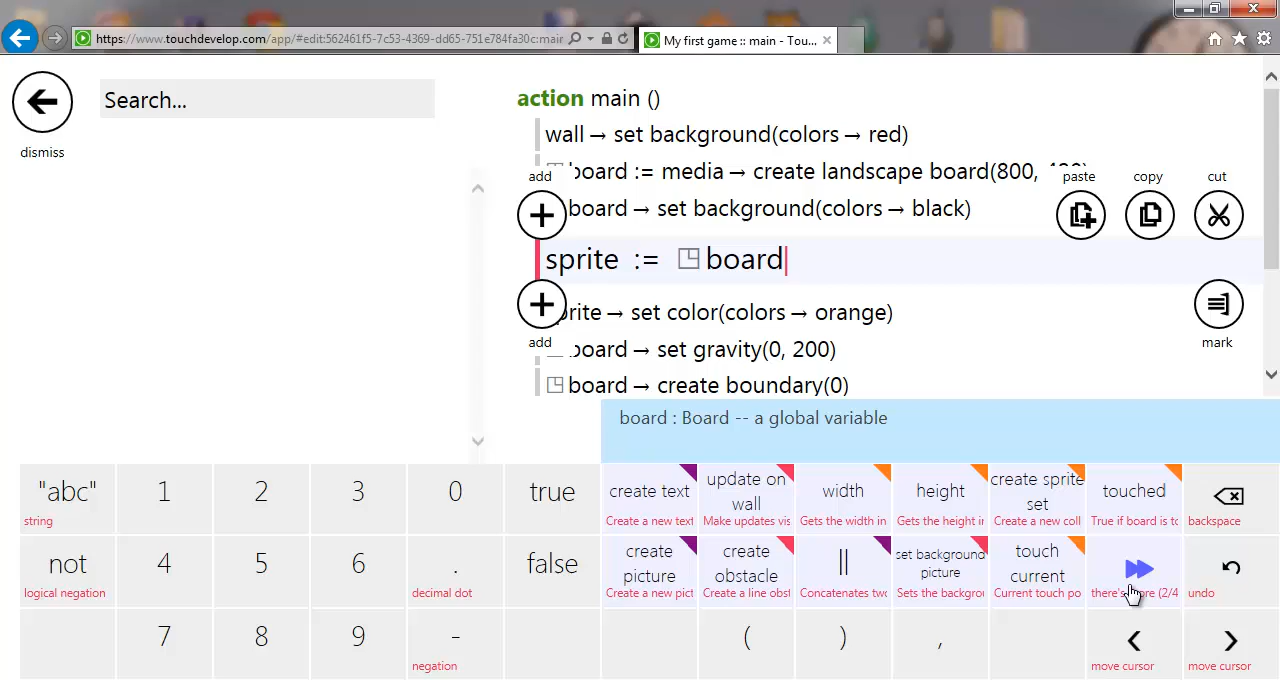 https://www.touchdevelop.com/app/#edit:562461f5-7c53-4369-dd65-751e784fa30c:main
My first game :: main - Tou...
Search...
dismiss
action main ()
wall → set background(colors → red)
board := media → create landscape board(800,
add
paste
copy
cut
board → set background(colors → black)
sprite := board
sprite → set color(colors → orange)
add
mark
board → set gravity(0, 200)
board → create boundary(0)
board : Board -- a global variable
"abc" 1 2 3 0 true create text update on wall width height create sprite set touched
string Create a new text Make updates vis Gets the width in Gets the height in Create a new coll True if board is to backspace
not 4 5 6 . false create picture create obstacle || set background picture touch current
logical negation decimal dot Create a new pict Create a line obst Concatenates two Sets the backgrou Current touch po undo
7 8 9 - ( ) ,
negation move cursor move cursor